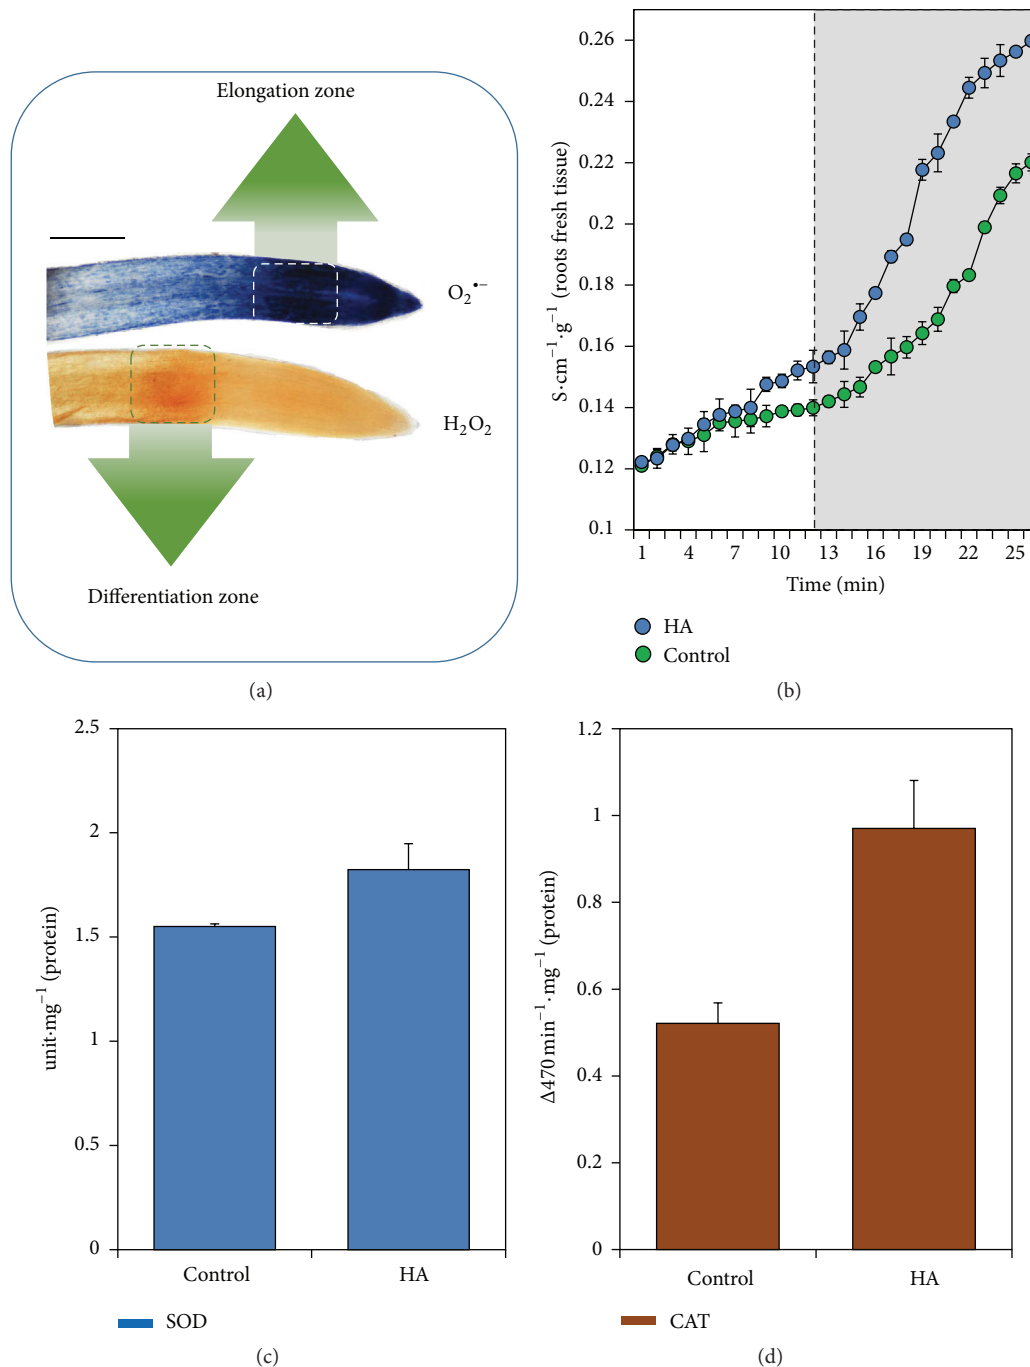 Elongation zone
O₂•⁻
H₂O₂
Differentiation zone
(a)
0.26
0.24
0.22
0.2
0.18
0.16
0.14
0.12
0.1
S·cm⁻¹·g⁻¹ (roots fresh tissue)
1 4 7 10 13 16 19 22 25
Time (min)
HA
Control
(b)
2.5
2
1.5
1
0.5
0
unit·mg⁻¹ (protein)
Control HA
SOD
(c)
1.2
1
0.8
0.6
0.4
0.2
0
Δ470 min⁻¹·mg⁻¹ (protein)
Control HA
CAT
(d)